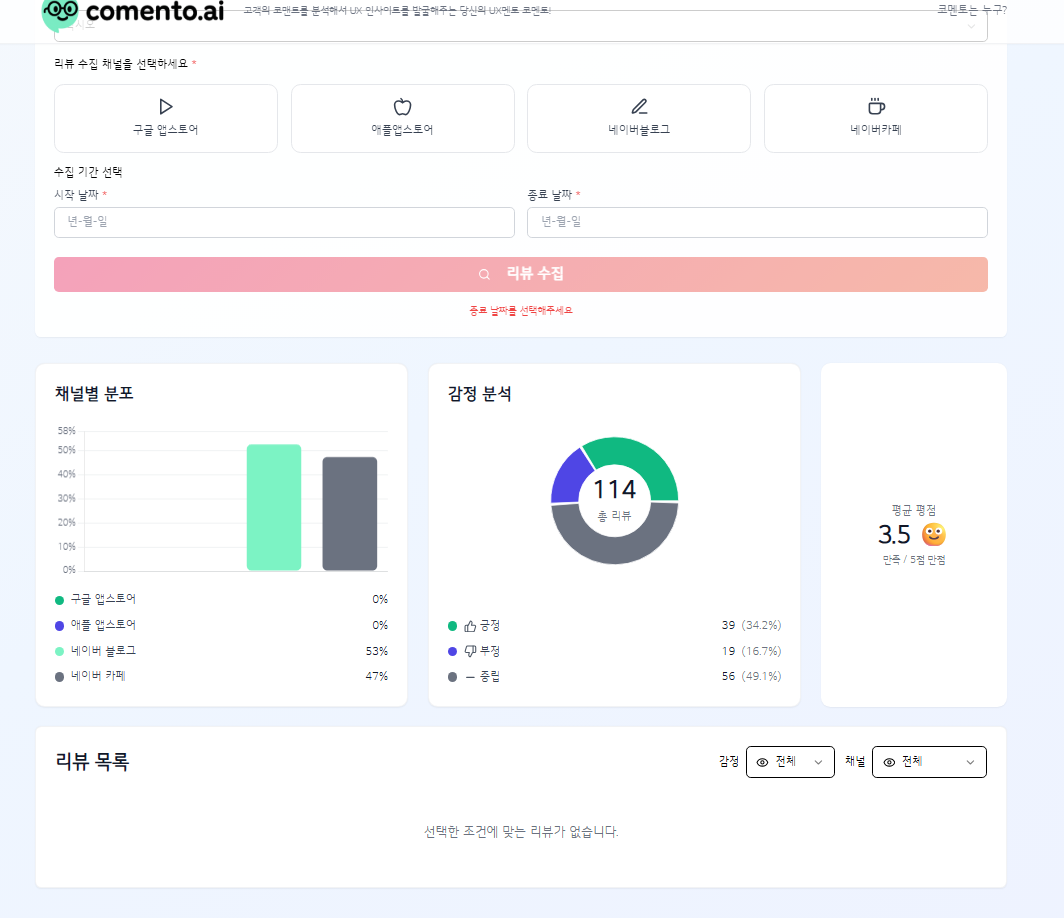 comento.ai
고객의 코멘트를 분석해서 UX 인사이트를 발굴해주는 당신의 UX멘토 코멘토!
코멘토는 누구?
리뷰 수집 채널을 선택하세요 *
구글 앱스토어
애플앱스토어
네이버블로그
네이버카페
수집 기간 선택
시작 날짜 *
종료 날짜 *
년-월-일
년-월-일
리뷰 수집
종료 날짜를 선택해주세요
채널별 분포
58%
50%
40%
30%
20%
10%
0%
구글 앱스토어 0%
애플 앱스토어 0%
네이버 블로그 53%
네이버 카페 47%
감정 분석
114
총 리뷰
긍정 39 (34.2%)
부정 19 (16.7%)
중립 56 (49.1%)
평균 평점
3.5
만족 / 5점 만점
리뷰 목록
감정 전체 채널 전체
선택한 조건에 맞는 리뷰가 없습니다.